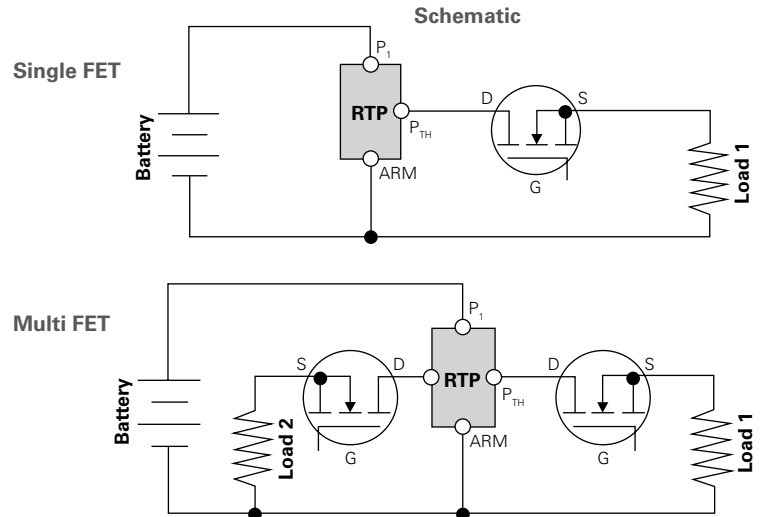 Schematic
Single FET
Battery
P1
RTP
PTH
ARM
D
S
G
Load 1
Multi FET
Battery
Load 2
S
D
G
P1
RTP
PTH
ARM
D
S
G
Load 1